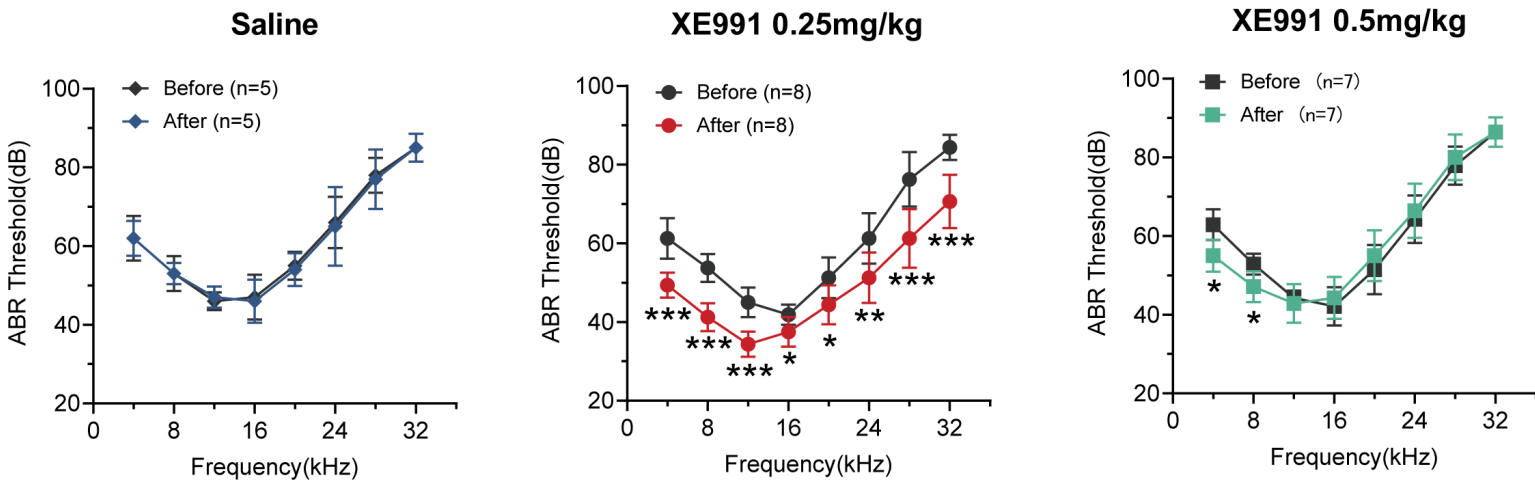 Saline
Before (n=5)
After (n=5)
ABR Threshold(dB)
100
80
60
40
20
0 8 16 24 32
Frequency(kHz)
XE991 0.25mg/kg
Before (n=8)
After (n=8)
ABR Threshold(dB)
100
80
60
40
20
*** *** *** * * ** *** ***
0 8 16 24 32
Frequency(kHz)
XE991 0.5mg/kg
Before (n=7)
After (n=7)
ABR Threshold(dB)
100
80
60
40
20
* *
0 8 16 24 32
Frequency(kHz)